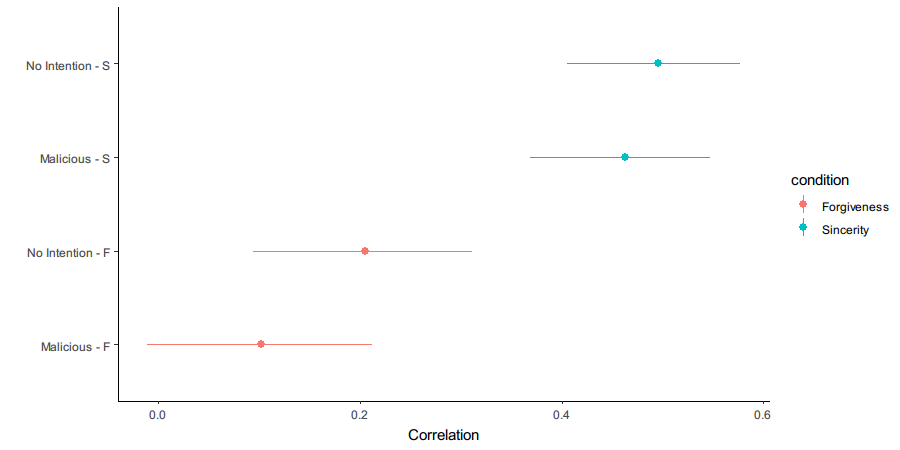 No Intention - S
Malicious - S
No Intention - F
Malicious - F
0.0 0.2 0.4 0.6
Correlation
condition
Forgiveness
Sincerity